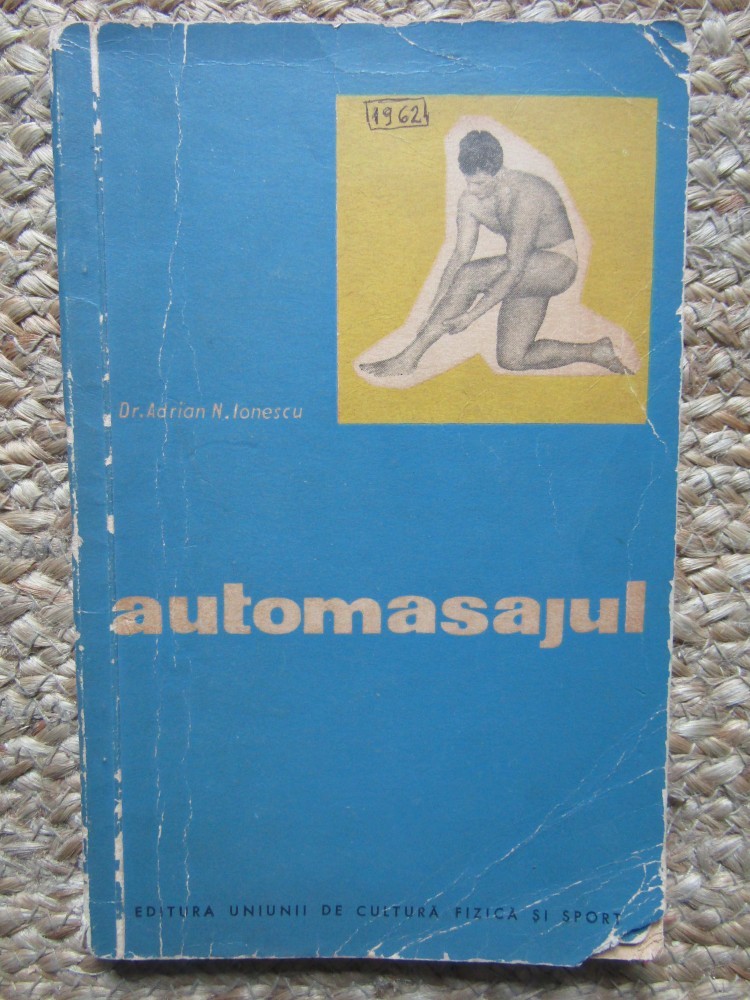 1962
Dr. Adrian N. Ionescu
automasajul
EDITURA UNIUNII DE CULTURĂ FIZICĂ ȘI SPORT